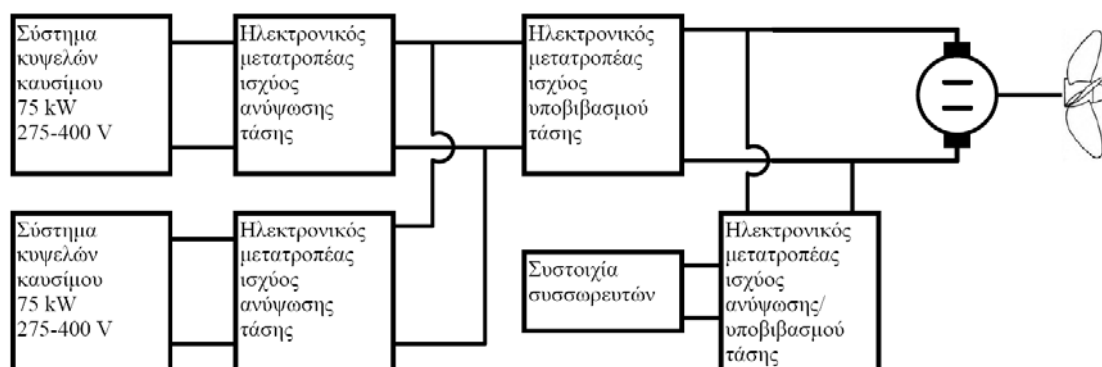 Σύστημα
κυψελών
καυσίμου
75 kW
275-400 V
Ηλεκτρονικός
μετατροπέας
ισχύος
ανύψωσης
τάσης
Ηλεκτρονικός
μετατροπέας
ισχύος
υποβιβασμού
τάσης
Σύστημα
κυψελών
καυσίμου
75 kW
275-400 V
Ηλεκτρονικός
μετατροπέας
ισχύος
ανύψωσης
τάσης
Συστοιχία
συσσωρευτών
Ηλεκτρονικός
μετατροπέας
ισχύος
ανύψωσης/
υποβιβασμού
τάσης